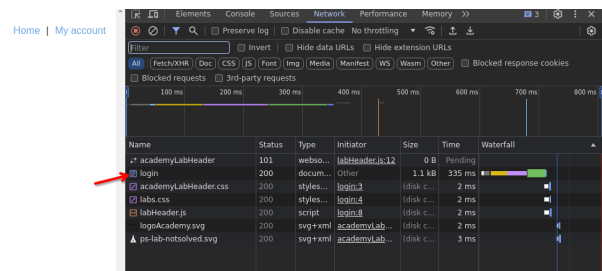 Home | My account
Elements Console Sources Network Performance Memory >> 3
Preserve log Disable cache No throttling
Filter Invert Hide data URLs Hide extension URLs
All Fetch/XHR Doc CSS JS Font Img Media Manifest WS Wasm Other Blocked response cookies
Blocked requests 3rd-party requests
100 ms 200 ms 300 ms 400 ms 500 ms 600 ms 700 ms 800 ms
Name Status Type Initiator Size Time Waterfall
academyLabHeader 101 webso... labHeader.js:12 0 B Pending
login 200 docum... Other 1.1 kB 335 ms
academyLabHeader.css 200 styles... login:3 (disk c... 2 ms
labs.css 200 styles... login:4 (disk c... 2 ms
labHeader.js 200 script login:8 (disk c... 2 ms
logoAcademy.svg 200 svg+xml academyLab... (disk c... 2 ms
ps-lab-notsolved.svg 200 svg+xml academyLab... (disk c... 3 ms